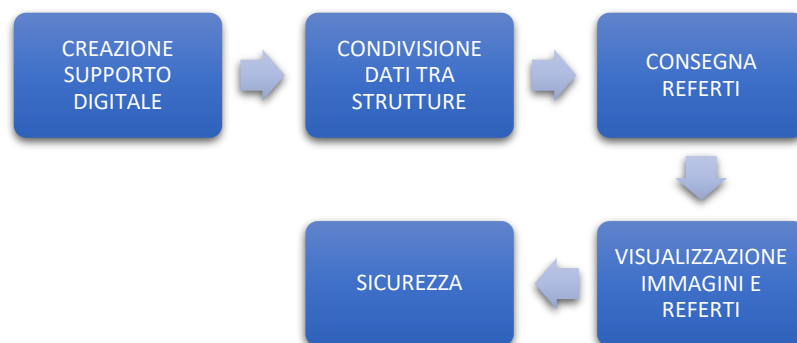 CREAZIONE
SUPPORTO
DIGITALE
CONDIVISIONE
DATI TRA
STRUTTURE
CONSEGNA
REFERTI
VISUALIZZAZIONE
IMMAGINI E
REFERTI
SICUREZZA